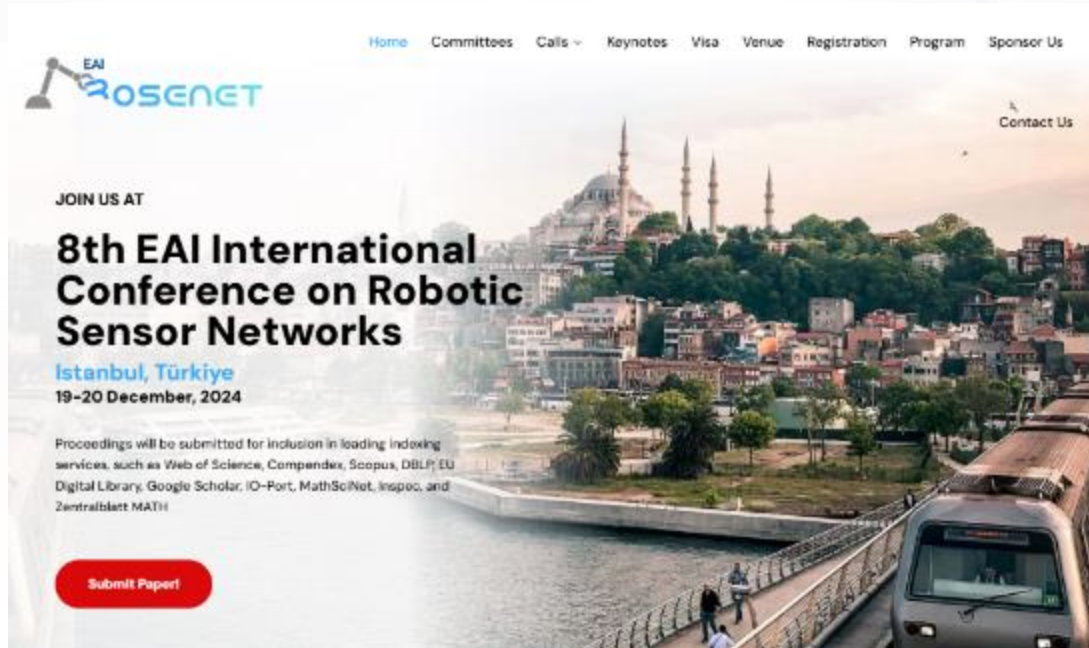 Home Committees Calls Keynotes Visa Venue Registration Program Sponsor Us
EAI
ROSENET
Contact Us
JOIN US AT
8th EAI International
Conference on Robotic
Sensor Networks
Istanbul, Türkiye
19-20 December, 2024
Proceedings will be submitted for inclusion in leading indexing
services, such as Web of Science, Compendex, Scopus, DBLP, EU
Digital Library, Google Scholar, IO-Port, MathSciNet, Inspec, and
Zentralblatt MATH
Submit Paper!